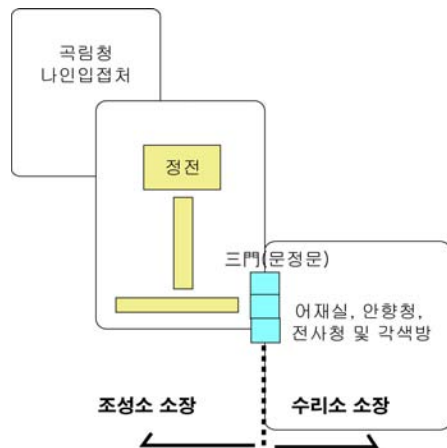 곡림청
나인입접처
정전
三門(문정문)
어재실, 안향청,
전사청 및 각색방
조성소 소장
수리소 소장